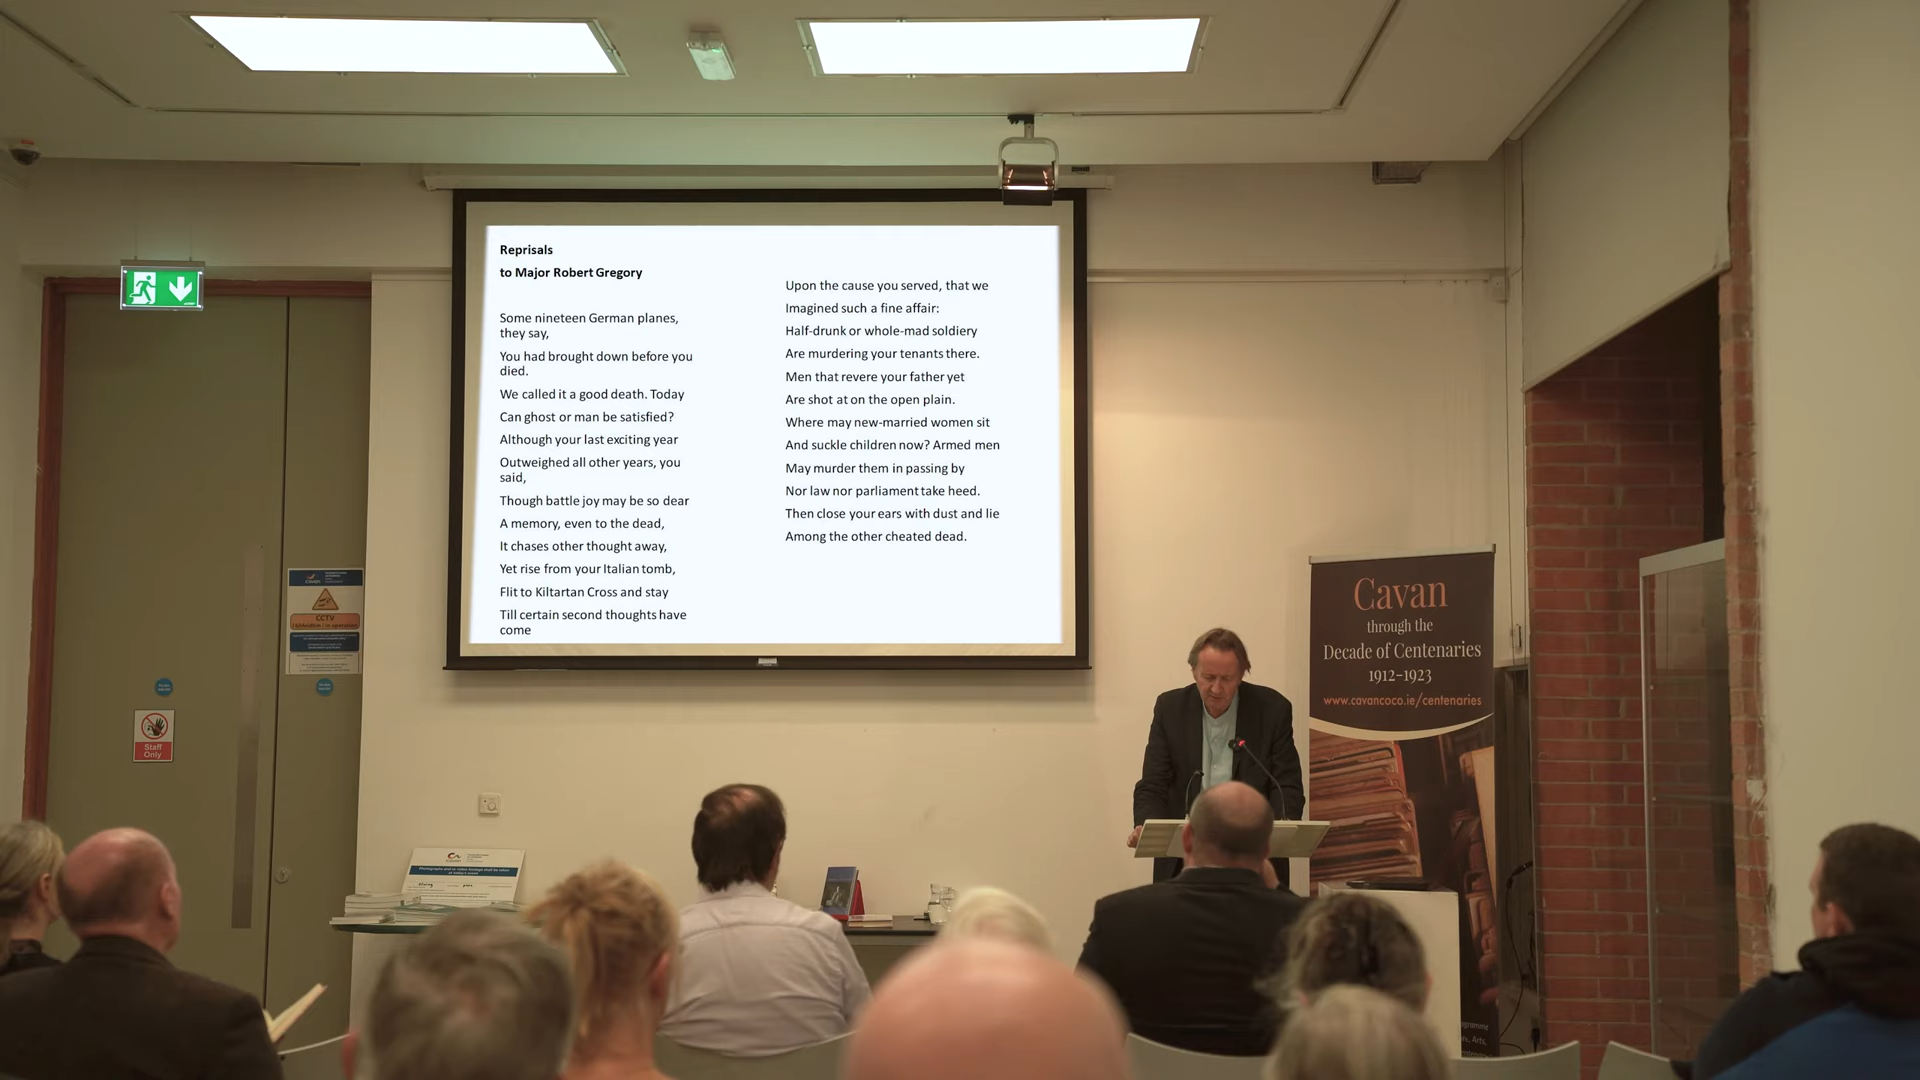 Reprisals
to Major Robert Gregory
Some nineteen German planes,
they say,
You had brought down before you
died.
We called it a good death. Today
Can ghost or man be satisfied?
Although your last exciting year
Outweighed all other years, you
said,
Though battle joy may be so dear
A memory, even to the dead,
It chases other thought away,
Yet rise from your Italian tomb,
Flit to Kiltartan Cross and stay
Till certain second thoughts have
come
Upon the cause you served, that we
Imagined such a fine affair:
Half-drunk or whole-mad soldiery
Are murdering your tenants there.
Men that revere your father yet
Are shot at on the open plain.
Where may new-married women sit
And suckle children now? Armed men
May murder them in passing by
Nor law nor parliament take heed.
Then close your ears with dust and lie
Among the other cheated dead.
CCTV
Staff
Only
Cavan
through the
Decade of Centenaries
1912-1923
www.cavancoco.ie/centenaries